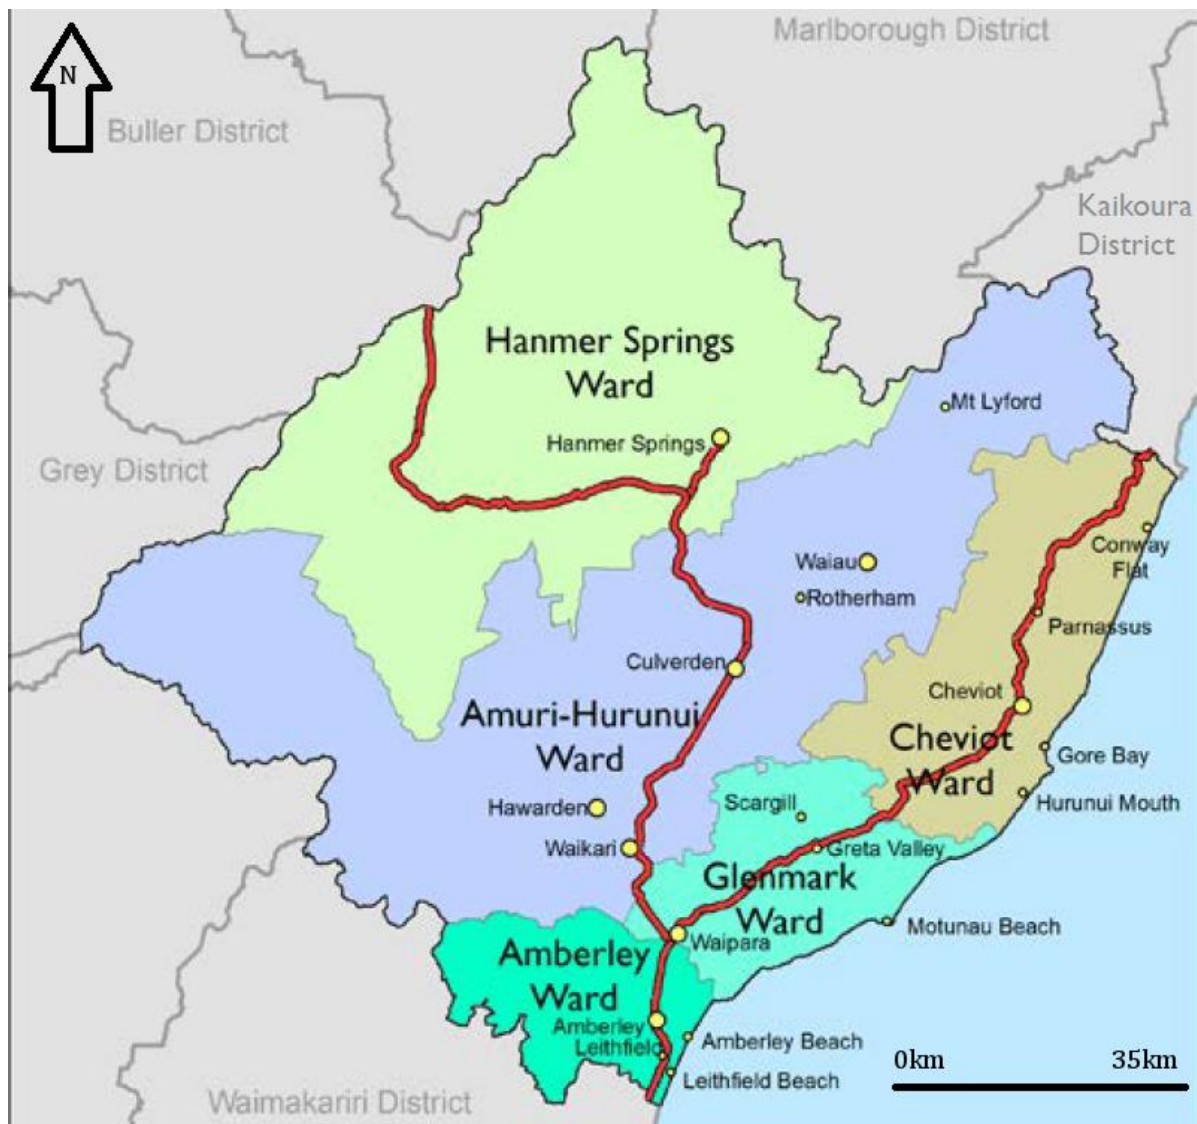 Marlborough District
N
Buller District
Kaikoura
District
Hanmer Springs
Ward
Mt Lyford
Hanmer Springs
Grey District
Conway
Flat
Waiau
Rotherham
Parnassus
Culverden
Cheviot
Amuri-Hurunui
Ward
Cheviot
Ward
Gore Bay
Hawarden
Scargill
Hurunui Mouth
Waikari
Greta Valley
Glenmark
Ward
Motunau Beach
Waipara
Amberley
Ward
Amberley
Leithfield
Amberley Beach
0km 35km
Leithfield Beach
Waimakariri District